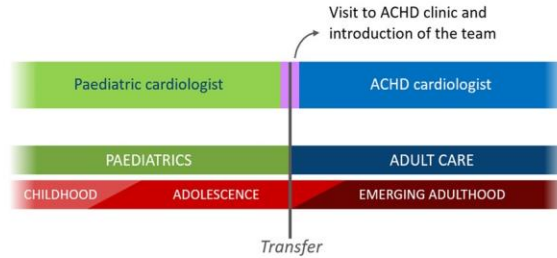 Visit to ACHD clinic and
introduction of the team
Paediatric cardiologist
ACHD cardiologist
PAEDIATRICS
ADULT CARE
CHILDHOOD
ADOLESCENCE
EMERGING ADULTHOOD
Transfer